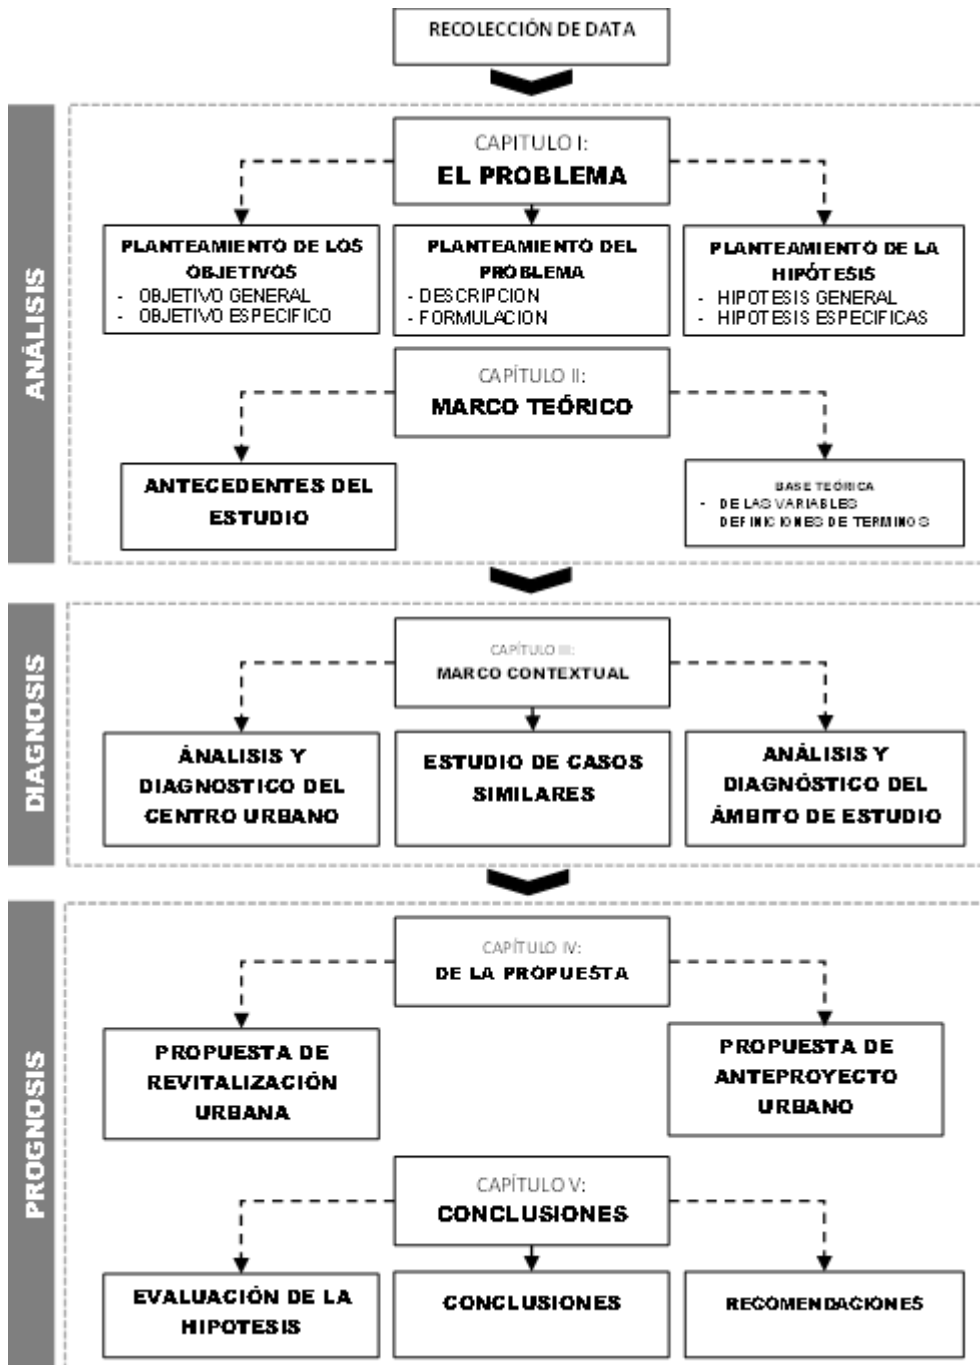 RECOLECCIÓN DE DATA
ANÁLISIS
CAPITULO I:
EL PROBLEMA
PLANTEAMIENTO DE LOS
OBJETIVOS
- OBJETIVO GENERAL
- OBJETIVO ESPECIFICO
PLANTEAMIENTO DEL
PROBLEMA
- DESCRIPCION
- FORMULACION
PLANTEAMIENTO DE LA
HIPÓTESIS
- HIPOTESIS GENERAL
- HIPOTESIS ESPECIFICAS
CAPÍTULO II:
MARCO TEÓRICO
ANTECEDENTES DEL
ESTUDIO
BASE TEÓRICA
- DE LAS VARIABLES
DEFINICIONES DE TERMINOS
DIAGNOSIS
CAPÍTULO III:
MARCO CONTEXTUAL
ÁNALISIS Y
DIAGNOSTICO DEL
CENTRO URBANO
ESTUDIO DE CASOS
SIMILARES
ANÁLISIS Y
DIAGNÓSTICO DEL
ÁMBITO DE ESTUDIO
PROGNOSIS
CAPÍTULO IV:
DE LA PROPUESTA
PROPUESTA DE
REVITALIZACIÓN
URBANA
PROPUESTA DE
ANTEPROYECTO
URBANO
CAPÍTULO V:
CONCLUSIONES
EVALUACIÓN DE LA
HIPOTESIS
CONCLUSIONES
RECOMENDACIONES